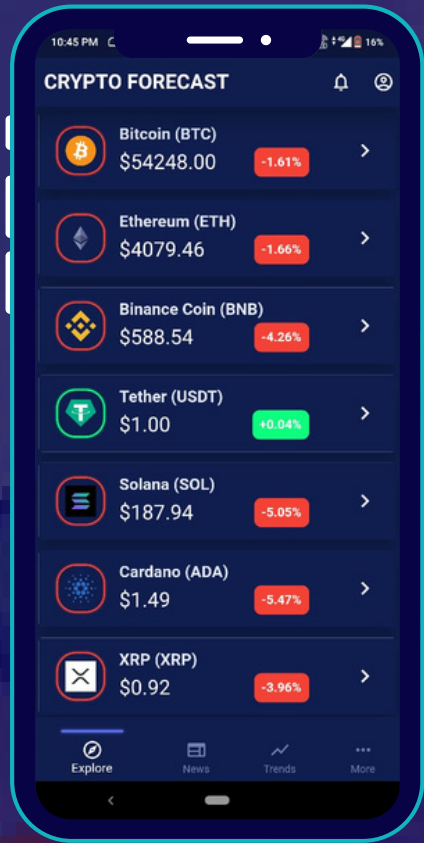 10:45 PM
16%
CRYPTO FORECAST
Bitcoin (BTC)
$54248.00
-1.61%
Ethereum (ETH)
$4079.46
-1.66%
Binance Coin (BNB)
$588.54
-4.26%
Tether (USDT)
$1.00
+0.04%
Solana (SOL)
$187.94
-5.05%
Cardano (ADA)
$1.49
-5.47%
XRP (XRP)
$0.92
-3.96%
Explore
News
Trends
More